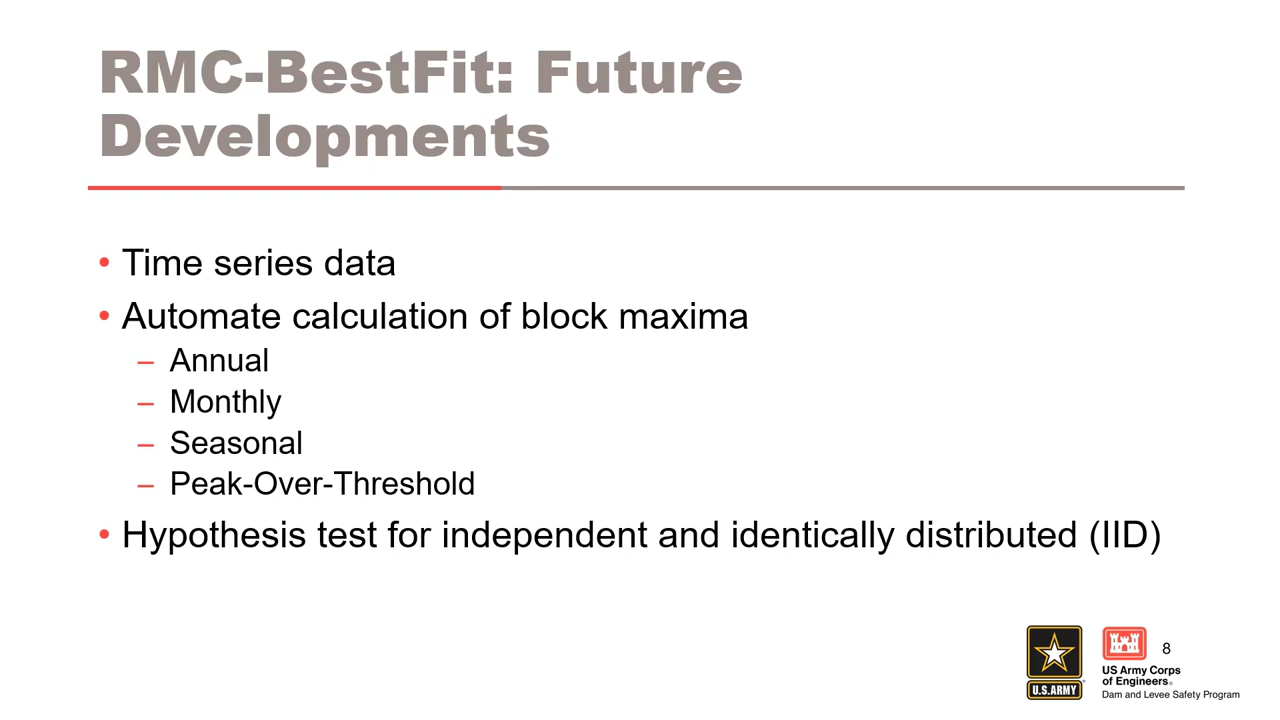 RMC-BestFit: Future
Developments
• Time series data
• Automate calculation of block maxima
– Annual
– Monthly
– Seasonal
– Peak-Over-Threshold
• Hypothesis test for independent and identically distributed (IID)
U.S.ARMY
8
US Army Corps
of Engineers®
Dam and Levee Safety Program